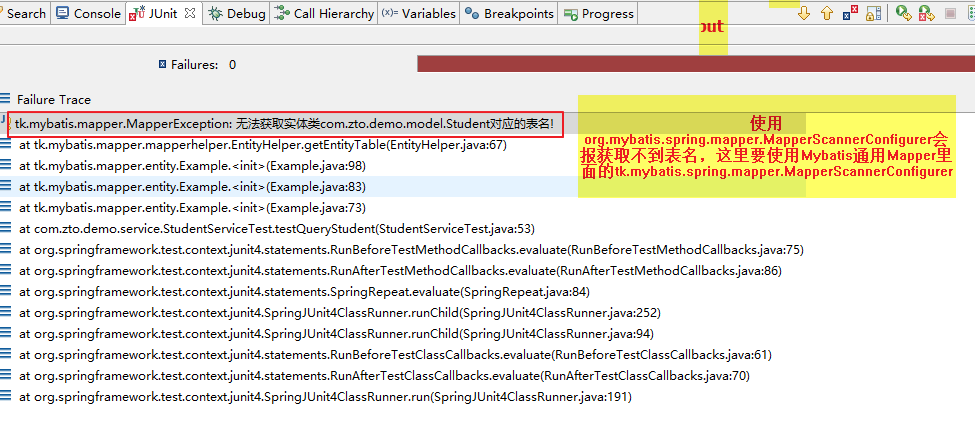 Search Console JUnit Debug Call Hierarchy (x)= Variables Breakpoints Progress
out
Failures: 0
Failure Trace
tk.mybatis.mapper.MapperException: 无法获取实体类com.zto.demo.model.Student对应的表名!
at tk.mybatis.mapper.mapperhelper.EntityHelper.getEntityTable(EntityHelper.java:67)
at tk.mybatis.mapper.entity.Example.<init>(Example.java:98)
at tk.mybatis.mapper.entity.Example.<init>(Example.java:83)
at tk.mybatis.mapper.entity.Example.<init>(Example.java:73)
at com.zto.demo.service.StudentServiceTest.testQueryStudent(StudentServiceTest.java:53)
at org.springframework.test.context.junit4.statements.RunBeforeTestMethodCallbacks.evaluate(RunBeforeTestMethodCallbacks.java:75)
at org.springframework.test.context.junit4.statements.RunAfterTestMethodCallbacks.evaluate(RunAfterTestMethodCallbacks.java:86)
at org.springframework.test.context.junit4.statements.SpringRepeat.evaluate(SpringRepeat.java:84)
at org.springframework.test.context.junit4.SpringJUnit4ClassRunner.runChild(SpringJUnit4ClassRunner.java:252)
at org.springframework.test.context.junit4.SpringJUnit4ClassRunner.runChild(SpringJUnit4ClassRunner.java:94)
at org.springframework.test.context.junit4.statements.RunBeforeTestClassCallbacks.evaluate(RunBeforeTestClassCallbacks.java:61)
at org.springframework.test.context.junit4.statements.RunAfterTestClassCallbacks.evaluate(RunAfterTestClassCallbacks.java:70)
at org.springframework.test.context.junit4.SpringJUnit4ClassRunner.run(SpringJUnit4ClassRunner.java:191)
使用
org.mybatis.spring.mapper.MapperScannerConfigurer会
报获取不到表名，这里要使用Mybatis通用Mapper里
面的tk.mybatis.spring.mapper.MapperScannerConfigurer